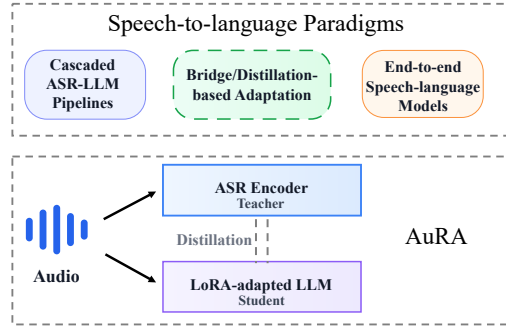 Speech-to-language Paradigms
Cascaded
ASR-LLM
Pipelines
Bridge/Distillation-
based Adaptation
End-to-end
Speech-language
Models
ASR Encoder
Teacher
Distillation
AuRA
Audio
LoRA-adapted LLM
Student